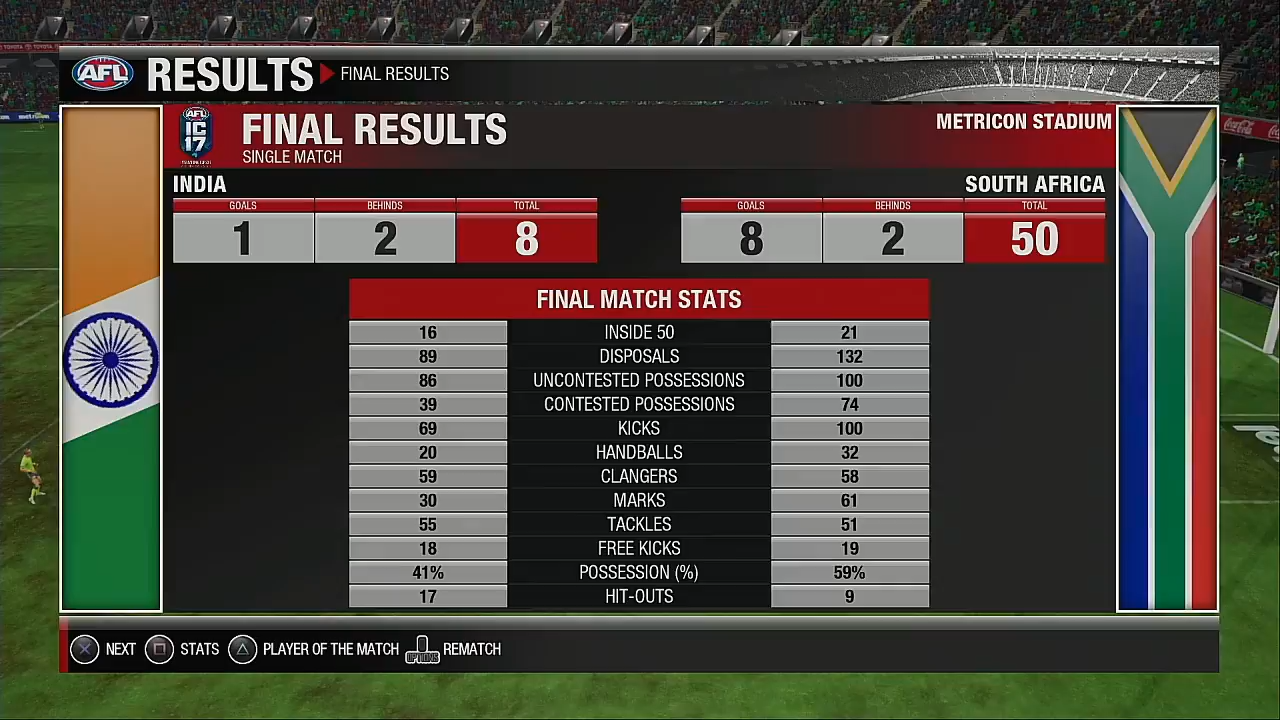 AFL RESULTS FINAL RESULTS
AFL
IC
17
FINAL RESULTS
METRICON STADIUM
SINGLE MATCH
INDIA
SOUTH AFRICA
GOALS BEHINDS TOTAL GOALS BEHINDS TOTAL
1 2 8 8 2 50
FINAL MATCH STATS
16 INSIDE 50 21
89 DISPOSALS 132
86 UNCONTESTED POSSESSIONS 100
39 CONTESTED POSSESSIONS 74
69 KICKS 100
20 HANDBALLS 32
59 CLANGERS 58
30 MARKS 61
55 TACKLES 51
18 FREE KICKS 19
41% POSSESSION (%) 59%
17 HIT-OUTS 9
NEXT STATS PLAYER OF THE MATCH OPTIONS REMATCH
Coca-Cola